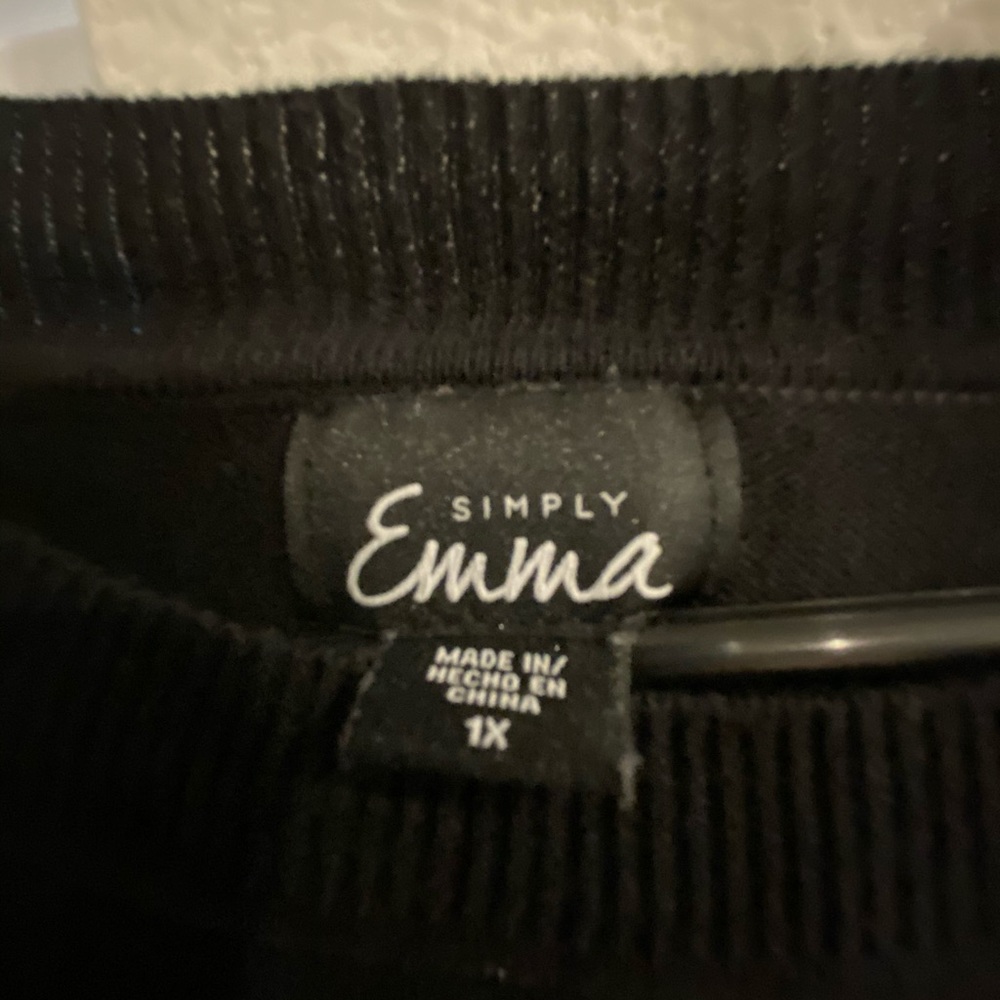 SIMPLY
Emma
MADE IN/
HECHO EN
CHINA
1X